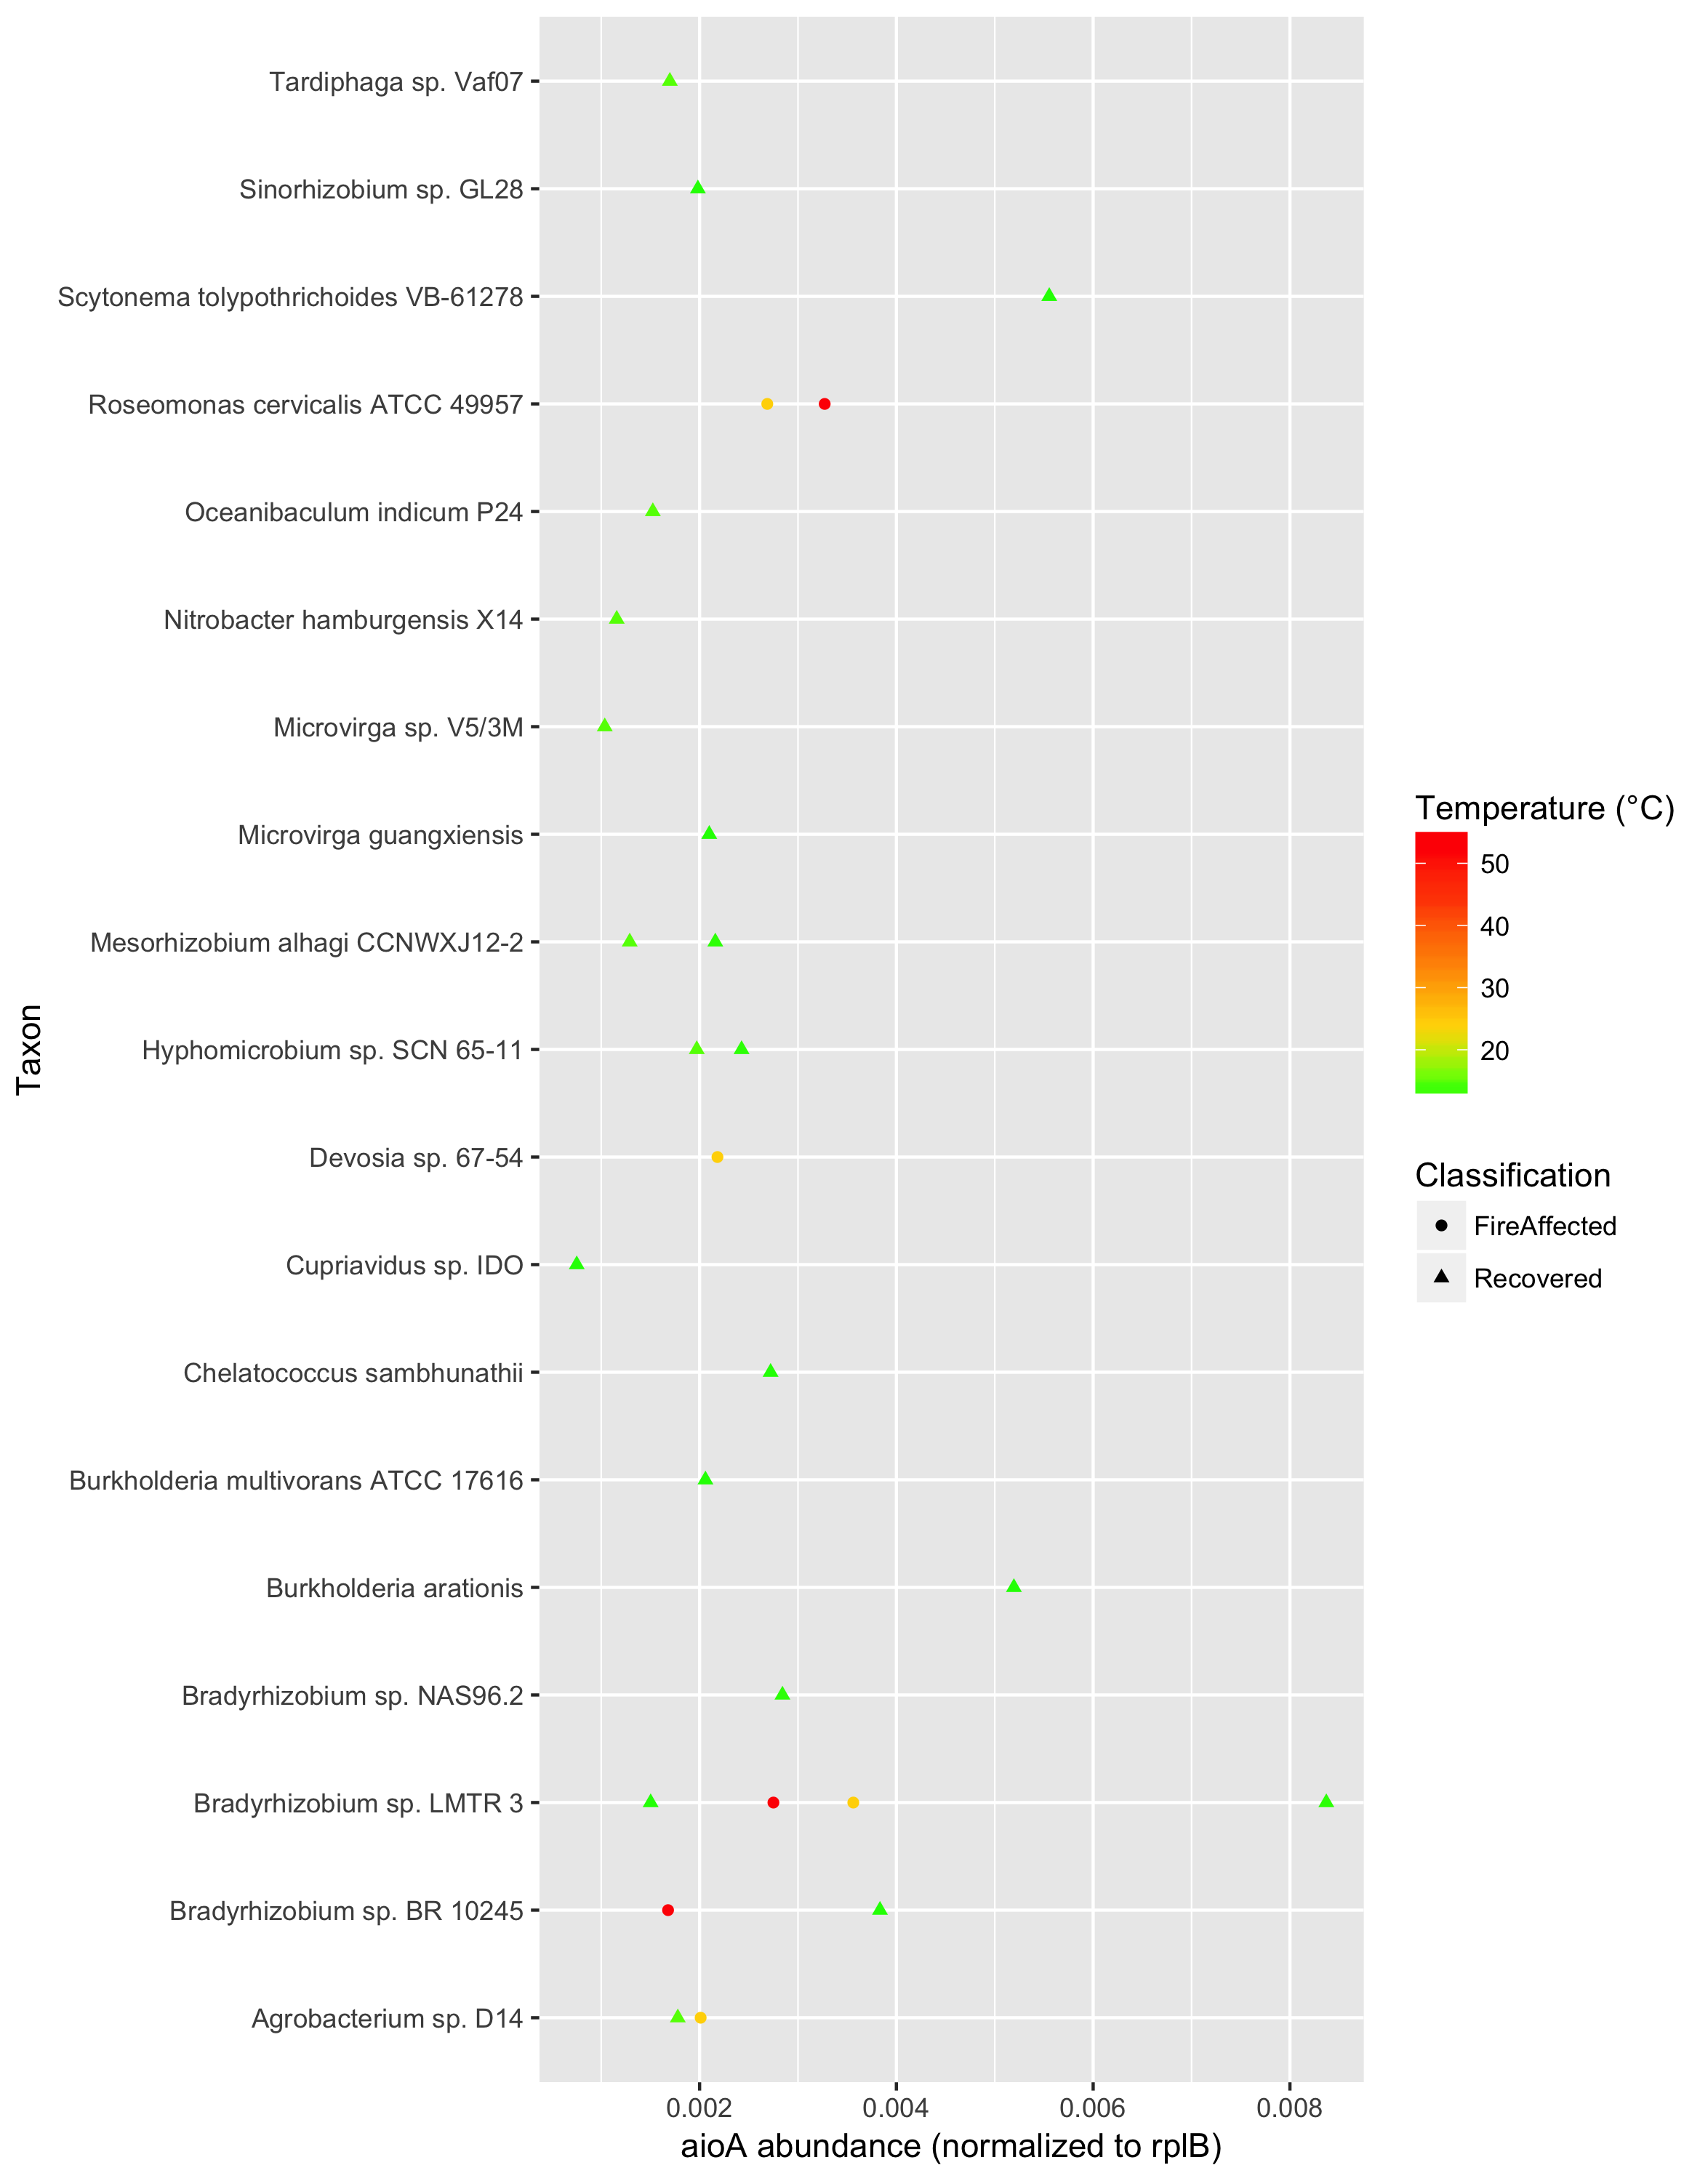 Tardiphaga sp. Vaf07
Sinorhizobium sp. GL28
Scytonema tolypothrichoides VB-61278
Roseomonas cervicalis ATCC 49957
Oceanibaculum indicum P24
Nitrobacter hamburgensis X14
Microvirga sp. V5/3M
Microvirga guangxiensis
Mesorhizobium alhagi CCNWXJ12-2
Hyphomicrobium sp. SCN 65-11
Devosia sp. 67-54
Cupriavidus sp. IDO
Chelatococcus sambhunathii
Burkholderia multivorans ATCC 17616
Burkholderia arationis
Bradyrhizobium sp. NAS96.2
Bradyrhizobium sp. LMTR 3
Bradyrhizobium sp. BR 10245
Agrobacterium sp. D14
Taxon
0.002 0.004 0.006 0.008
aioA abundance (normalized to rplB)
Temperature (°C)
50
40
30
20
Classification
FireAffected
Recovered